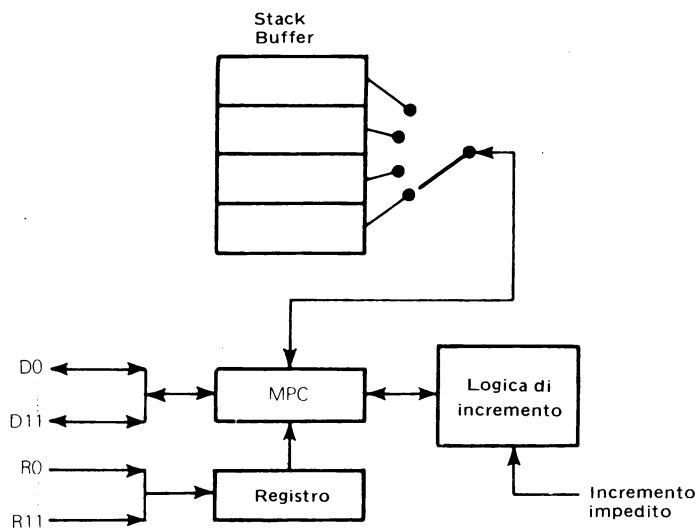 Stack
Buffer
D0
D11
MPC
Logica di
incremento
R0
R11
Registro
Incremento
impedito